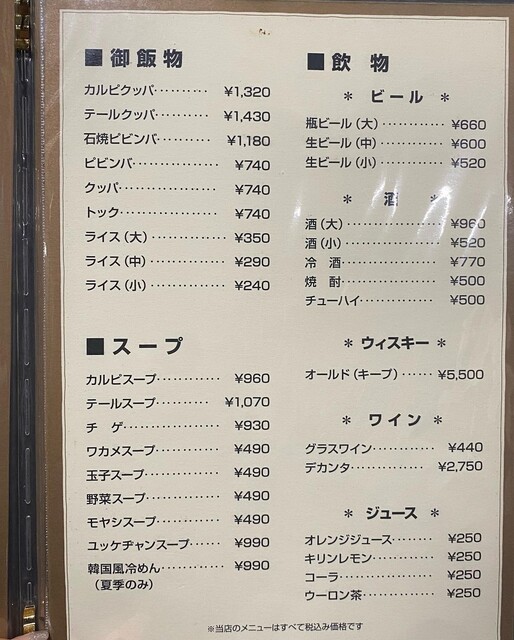 ■御飯物
カルビクッパ‥‥‥‥‥ ¥1,320
テールクッパ‥‥‥‥‥ ¥1,430
石焼ビビンバ‥‥‥‥‥ ¥1,180
ビビンバ‥‥‥‥‥‥‥ ¥740
クッパ‥‥‥‥‥‥‥‥ ¥740
トック‥‥‥‥‥‥‥‥ ¥740
ライス(大)‥‥‥‥‥‥ ¥350
ライス(中)‥‥‥‥‥‥ ¥290
ライス(小)‥‥‥‥‥‥ ¥240
■スープ
カルビスープ‥‥‥‥‥ ¥960
テールスープ‥‥‥‥‥ ¥1,070
チ ゲ‥‥‥‥‥‥‥‥ ¥930
ワカメスープ‥‥‥‥‥ ¥490
玉子スープ‥‥‥‥‥‥ ¥490
野菜スープ‥‥‥‥‥‥ ¥490
モヤシスープ‥‥‥‥‥ ¥490
ユッケヂャンスープ‥‥ ¥990
韓国風冷めん‥‥‥‥‥ ¥990
(夏季のみ)
■飲 物
＊ ビール ＊
瓶ビール(大)‥‥‥‥‥ ¥660
生ビール(中)‥‥‥‥‥ ¥600
生ビール(小)‥‥‥‥‥ ¥520
＊ 酒 ＊
酒(大)‥‥‥‥‥‥‥‥ ¥960
酒(小)‥‥‥‥‥‥‥‥ ¥520
冷 酒‥‥‥‥‥‥‥‥ ¥770
焼 酎‥‥‥‥‥‥‥‥ ¥500
チューハイ‥‥‥‥‥‥ ¥500
＊ ウィスキー ＊
オールド(キープ)‥‥‥ ¥5,500
＊ ワイン ＊
グラスワイン‥‥‥‥‥ ¥440
デカンタ‥‥‥‥‥‥‥ ¥2,750
＊ ジュース ＊
オレンジジュース‥‥‥ ¥250
キリンレモン‥‥‥‥‥ ¥250
コーラ‥‥‥‥‥‥‥‥ ¥250
ウーロン茶‥‥‥‥‥‥ ¥250
※当店のメニューはすべて税込み価格です